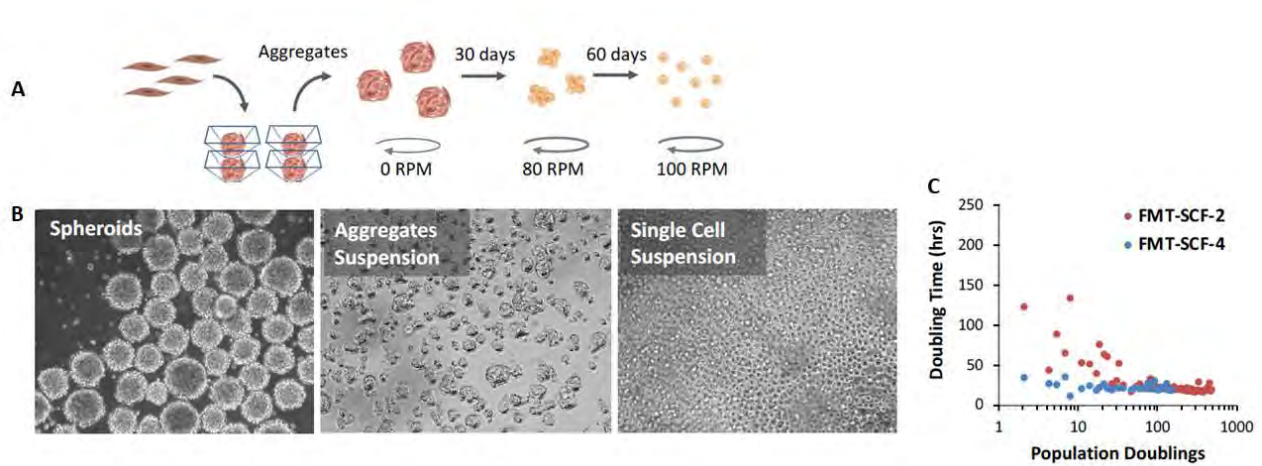 A
Aggregates
30 days
60 days
0 RPM
80 RPM
100 RPM
B
Spheroids
Aggregates
Suspension
Single Cell
Suspension
C
FMT-SCF-2
FMT-SCF-4
Doubling Time (hrs)
250
200
150
100
50
0
1
10
100
1000
Population Doublings